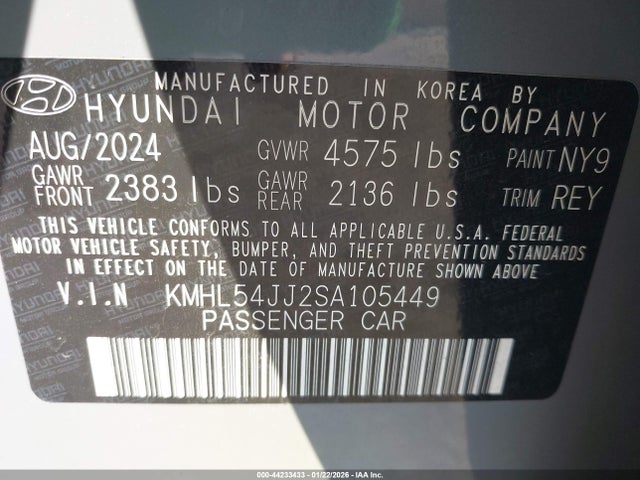 MANUFACTURED IN KOREA BY
HYUNDAI MOTOR COMPANY
AUG/2024 GVWR 4575 lbs PAINT NY9
GAWR FRONT 2383 lbs GAWR REAR 2136 lbs TRIM REY
THIS VEHICLE CONFORMS TO ALL APPLICABLE U.S.A. FEDERAL
MOTOR VEHICLE SAFETY, BUMPER, AND THEFT PREVENTION STANDARDS
IN EFFECT ON THE DATE OF MANUFACTURE SHOWN ABOVE
V.I.N KMHL54JJ2SA105449
PASSENGER CAR
000-44233433 - 01/22/2026 - IAA Inc.